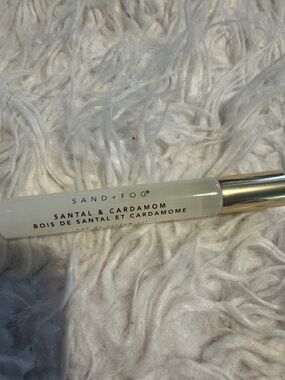 SAND + FOG®
SANTAL & CARDAMOM
BOIS DE SANTAL ET CARDAMOME